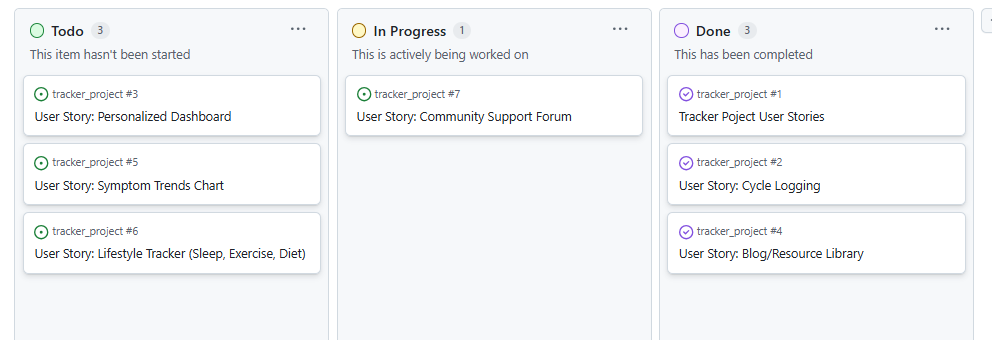 Todo 3
This item hasn't been started
tracker_project #3
User Story: Personalized Dashboard
tracker_project #5
User Story: Symptom Trends Chart
tracker_project #6
User Story: Lifestyle Tracker (Sleep, Exercise, Diet)
In Progress 1
This is actively being worked on
tracker_project #7
User Story: Community Support Forum
Done 3
This has been completed
tracker_project #1
Tracker Poject User Stories
tracker_project #2
User Story: Cycle Logging
tracker_project #4
User Story: Blog/Resource Library